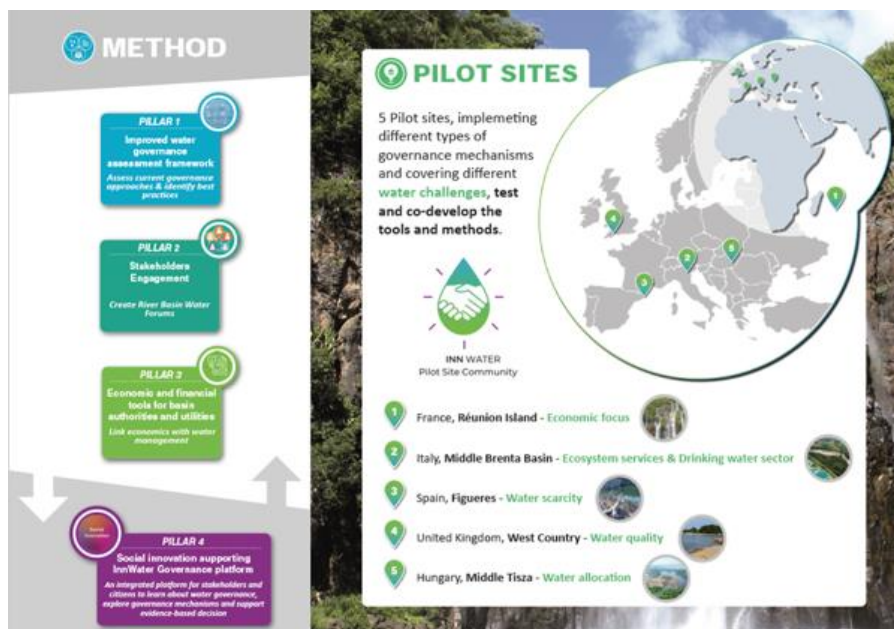 METHOD
PILLAR 1
Improved water
governance
assessment framework
Assess current governance
approaches & identify best
practices
PILLAR 2
Stakeholders
Engagement
Create River Basin Water
Forums
PILLAR 3
Economic and financial
tools for basin
authorities and utilities
Link economics with water
management
PILLAR 4
Social innovation supporting
InnWater Governance platform
An integrated platform for stakeholders and
citizens to learn about water governance,
explore governance mechanisms and support
evidence-based decision
PILOT SITES
5 Pilot sites, implemeting
different types of
governance mechanisms
and covering different
water challenges, test
and co-develop the
tools and methods.
INN WATER
Pilot Site Community
1
4
2
5
3
1 France, Réunion Island - Economic focus
2 Italy, Middle Brenta Basin - Ecosystem services & Drinking water sector
3 Spain, Figueres - Water scarcity
4 United Kingdom, West Country - Water quality
5 Hungary, Middle Tisza - Water allocation